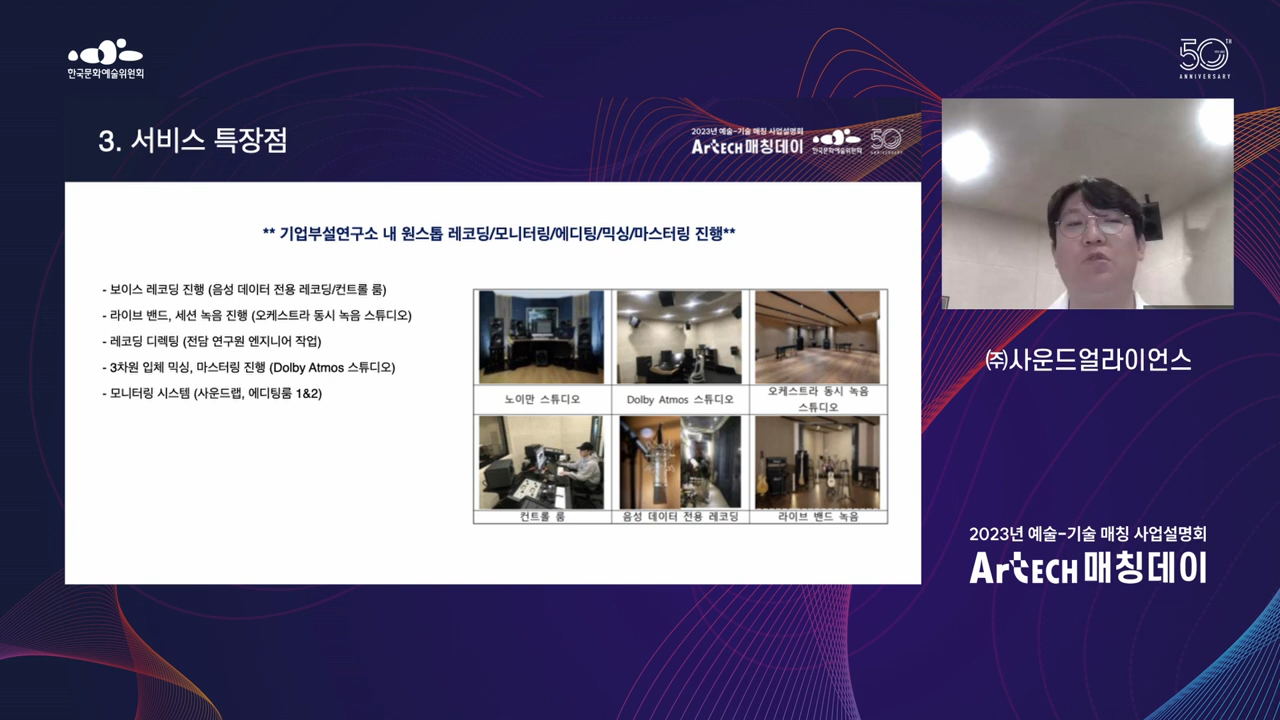 한국문화예술위원회
50TH
ANNIVERSARY
3. 서비스 특장점
2023년 예술-기술 매칭 사업설명회
ArtECH 매칭데이
한국문화예술위원회
50TH
ANNIVERSARY
** 기업부설연구소 내 원스톱 레코딩/모니터링/에디팅/믹싱/마스터링 진행**
- 보이스 레코딩 진행 (음성 데이터 전용 레코딩/컨트롤 룸)
- 라이브 밴드, 세션 녹음 진행 (오케스트라 동시 녹음 스튜디오)
- 레코딩 디렉팅 (전담 연구원 엔지니어 작업)
- 3차원 입체 믹싱, 마스터링 진행 (Dolby Atmos 스튜디오)
- 모니터링 시스템 (사운드랩, 에디팅룸 1&2)
노이만 스튜디오
Dolby Atmos 스튜디오
오케스트라 동시 녹음
스튜디오
컨트롤 룸
음성 데이터 전용 레코딩
라이브 밴드 녹음
㈜사운드얼라이언스
2023년 예술-기술 매칭 사업설명회
ArtECH 매칭데이